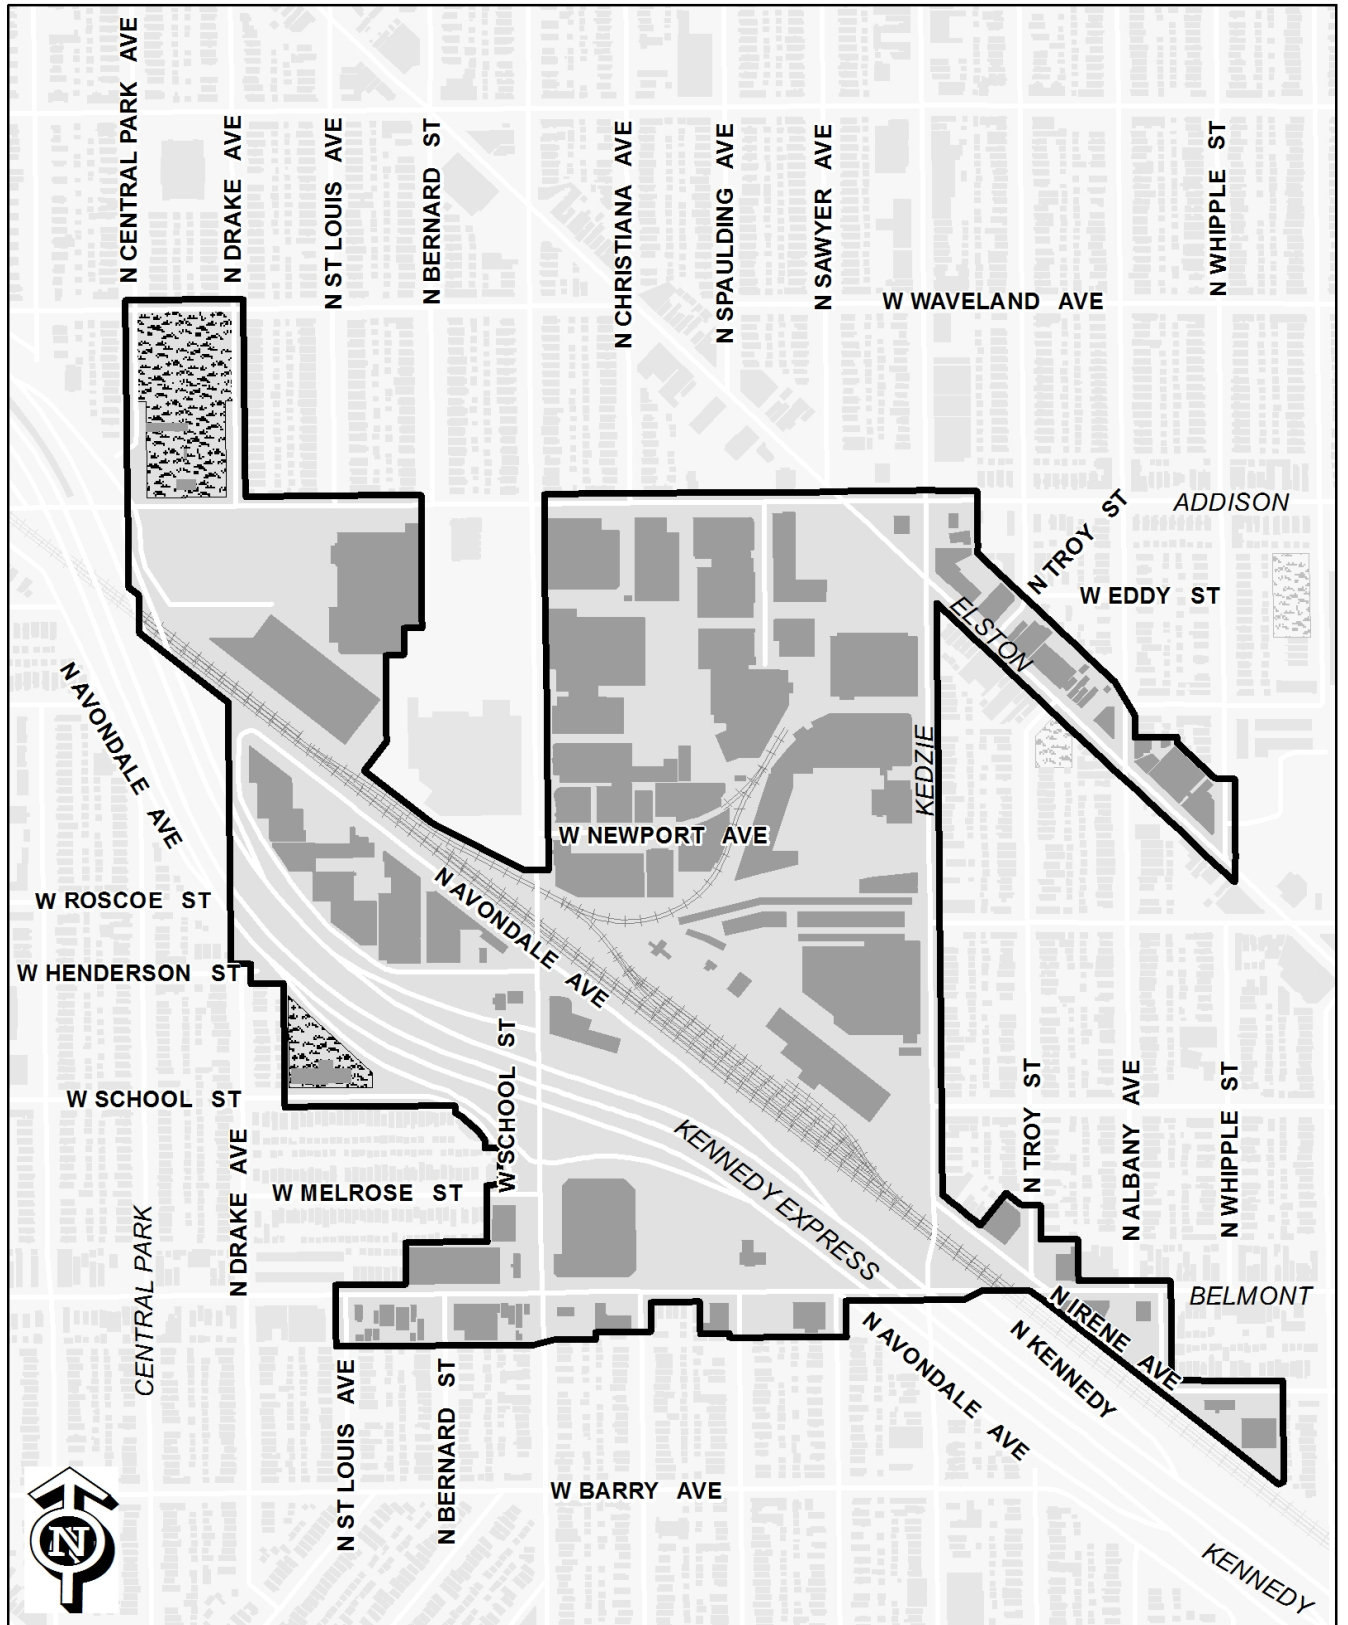 N CENTRAL PARK AVE
N DRAKE AVE
N ST LOUIS AVE
N BERNARD ST
N CHRISTIANA AVE
N SPAULDING AVE
N SAWYER AVE
N WHIPPLE ST
W WAVELAND AVE
ADDISON
N TROY ST
W EDDY ST
ELSTON
N AVONDALE AVE
KEDZIE
W NEWPORT AVE
W ROSCOE ST
N AVONDALE AVE
W HENDERSON ST
W SCHOOL ST
W SCHOOL ST
N TROY ST
N ALBANY AVE
N WHIPPLE ST
N DRAKE AVE
KENNEDY EXPRESS
W MELROSE ST
CENTRAL PARK
BELMONT
N IRENE AVE
N KENNEDY
N AVONDALE AVE
N ST LOUIS AVE
N BERNARD ST
W BARRY AVE
N
KENNEDY